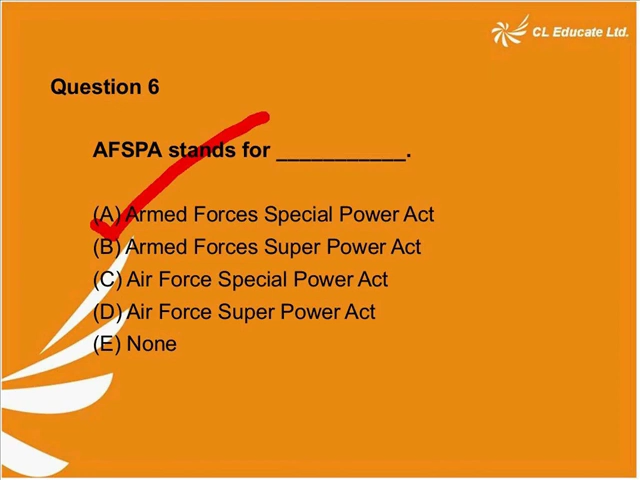 CL Educate Ltd.
Question 6
AFSPA stands for ___________.
(A) Armed Forces Special Power Act
(B) Armed Forces Super Power Act
(C) Air Force Special Power Act
(D) Air Force Super Power Act
(E) None